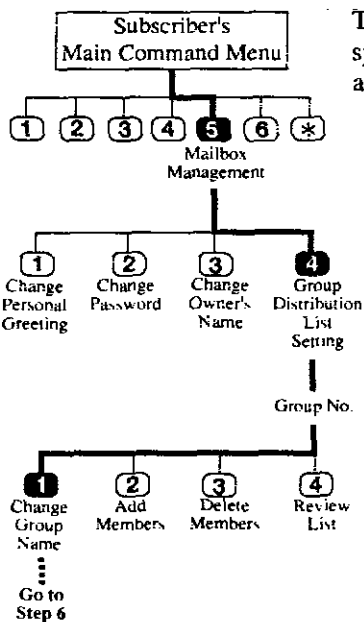 Subscriber's
Main Command Menu
1 2 3 4 5 6 *
Mailbox
Management
1 2 3 4
Change Personal Greeting
Change Password
Change Owner's Name
Group Distribution List Setting
Group No.
1 2 3 4
Change Group Name
Add Members
Delete Members
Review List
Go to
Step 6